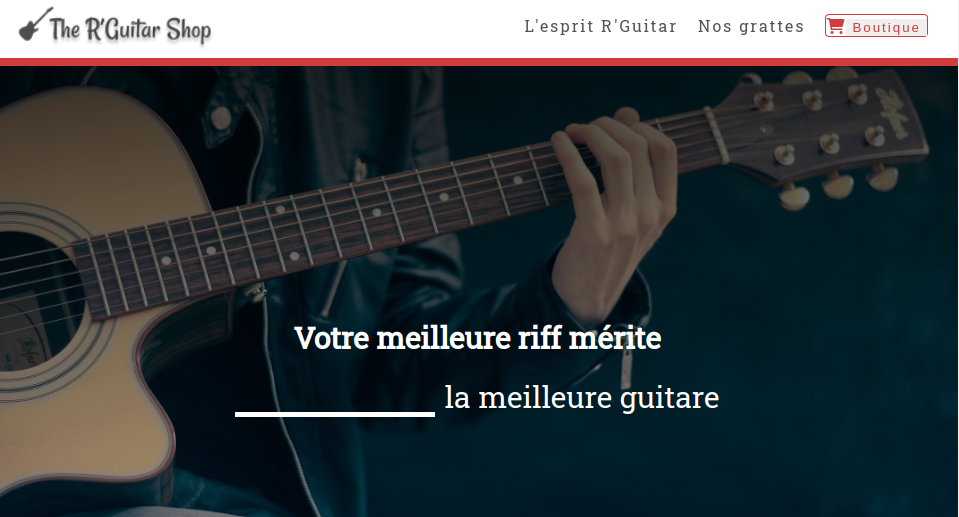 The R'Guitar Shop
L'esprit R'Guitar
Nos grattes
Boutique
Votre meilleure riff mérite
la meilleure guitare